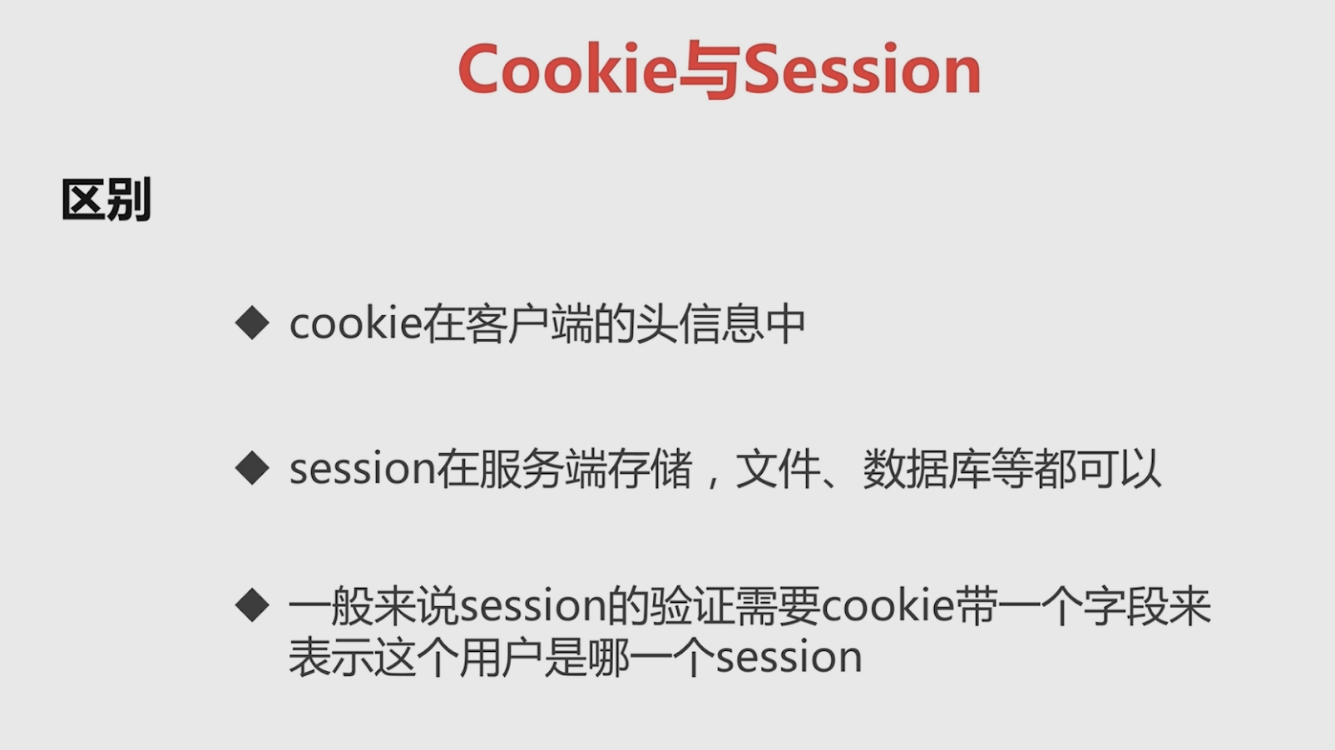 Cookie与Session
区别
◆ cookie在客户端的头信息中
◆ session在服务端存储，文件、数据库等都可以
◆ 一般来说session的验证需要cookie带一个字段来
表示这个用户是哪一个session